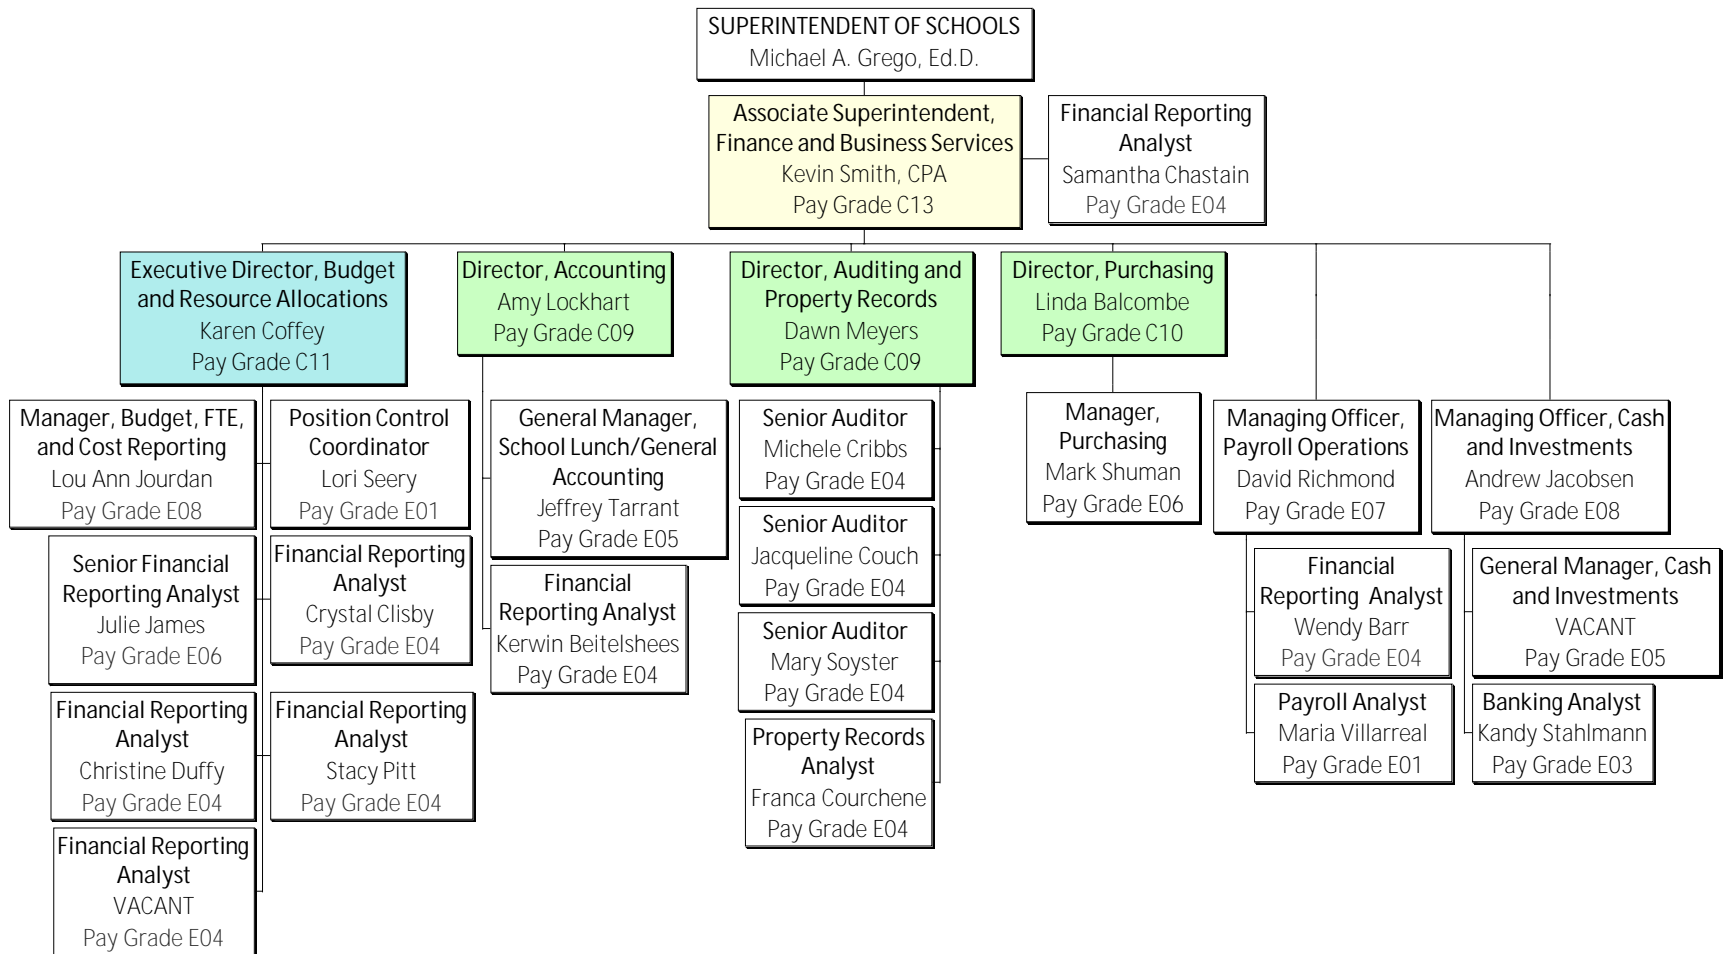 SUPERINTENDENT OF SCHOOLS
Michael A. Grego, Ed.D.
Associate Superintendent,
Finance and Business Services
Kevin Smith, CPA
Pay Grade C13
Financial Reporting
Analyst
Samantha Chastain
Pay Grade E04
Executive Director, Budget
and Resource Allocations
Karen Coffey
Pay Grade C11
Director, Accounting
Amy Lockhart
Pay Grade C09
Director, Auditing and
Property Records
Dawn Meyers
Pay Grade C09
Director, Purchasing
Linda Balcombe
Pay Grade C10
Manager, Budget, FTE,
and Cost Reporting
Lou Ann Jourdan
Pay Grade E08
Position Control
Coordinator
Lori Seery
Pay Grade E01
General Manager,
School Lunch/General
Accounting
Jeffrey Tarrant
Pay Grade E05
Senior Auditor
Michele Cribbs
Pay Grade E04
Manager,
Purchasing
Mark Shuman
Pay Grade E06
Managing Officer,
Payroll Operations
David Richmond
Pay Grade E07
Managing Officer, Cash
and Investments
Andrew Jacobsen
Pay Grade E08
Senior Financial
Reporting Analyst
Julie James
Pay Grade E06
Financial Reporting
Analyst
Crystal Clisby
Pay Grade E04
Financial
Reporting Analyst
Kerwin Beitelshees
Pay Grade E04
Senior Auditor
Jacqueline Couch
Pay Grade E04
Financial
Reporting Analyst
Wendy Barr
Pay Grade E04
General Manager, Cash
and Investments
VACANT
Pay Grade E05
Senior Auditor
Mary Soyster
Pay Grade E04
Financial Reporting
Analyst
Christine Duffy
Pay Grade E04
Financial Reporting
Analyst
Stacy Pitt
Pay Grade E04
Property Records
Analyst
Franca Courchene
Pay Grade E04
Payroll Analyst
Maria Villarreal
Pay Grade E01
Banking Analyst
Kandy Stahlmann
Pay Grade E03
Financial Reporting
Analyst
VACANT
Pay Grade E04